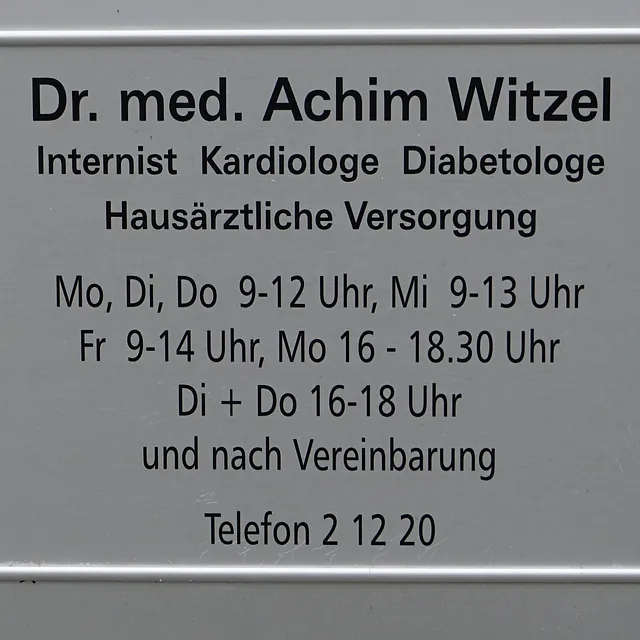 Dr. med. Achim Witzel
Internist Kardiologe Diabetologe
Hausärztliche Versorgung
Mo, Di, Do 9-12 Uhr, Mi 9-13 Uhr
Fr 9-14 Uhr, Mo 16 - 18.30 Uhr
Di + Do 16-18 Uhr
und nach Vereinbarung
Telefon 2 12 20